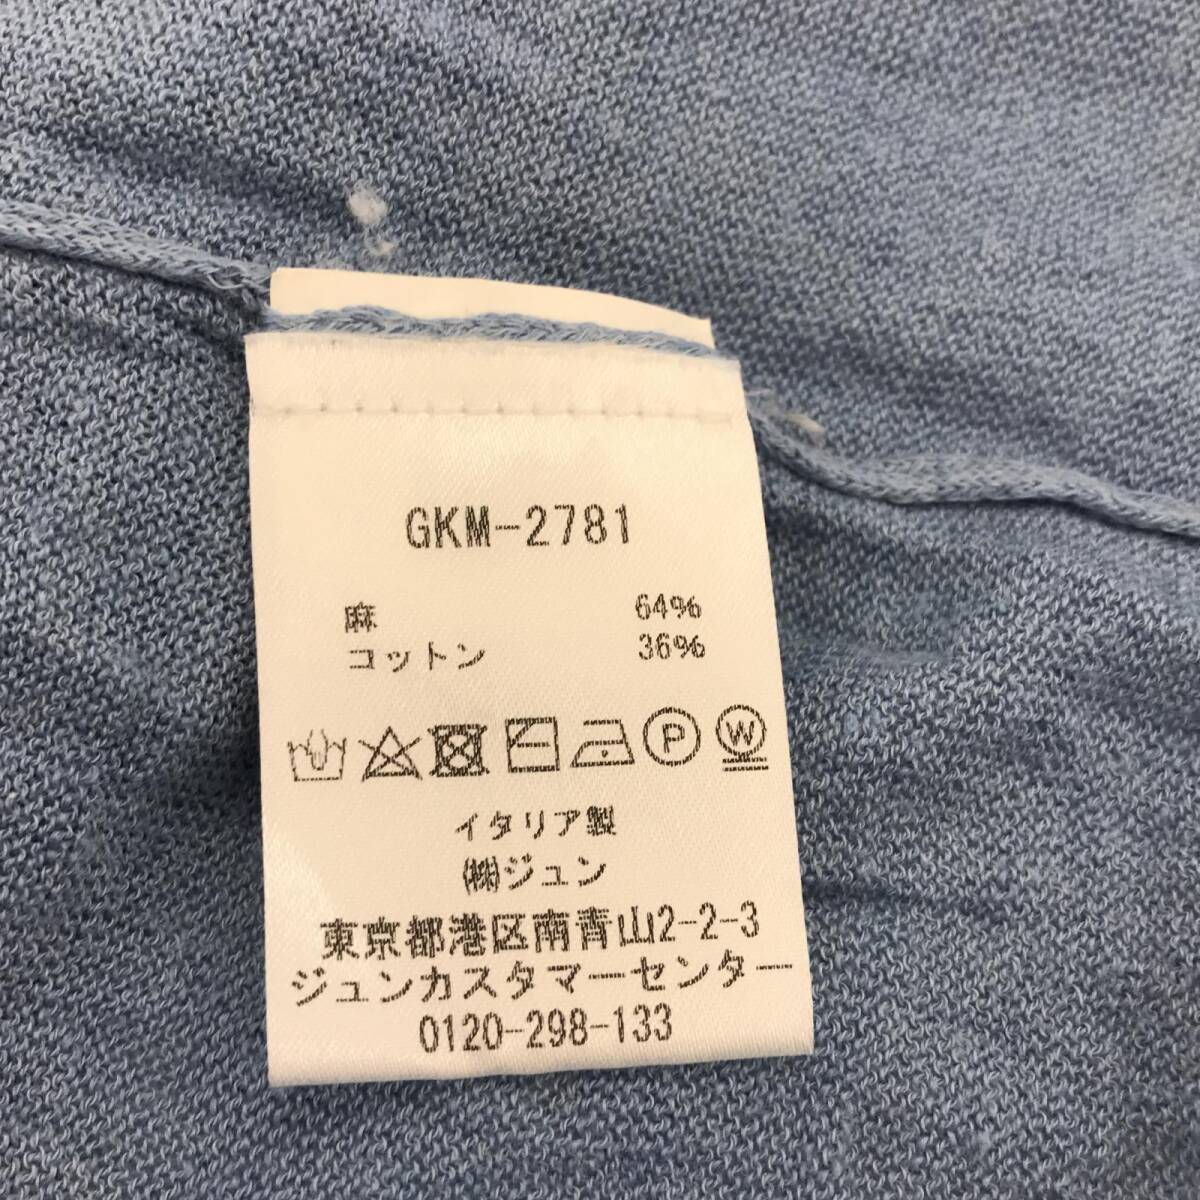 GKM-2781
麻 64%
コットン 36%
P W
イタリア製
㈱ジュン
東京都港区南青山2-2-3
ジュンカスタマーセンター
0120-298-133